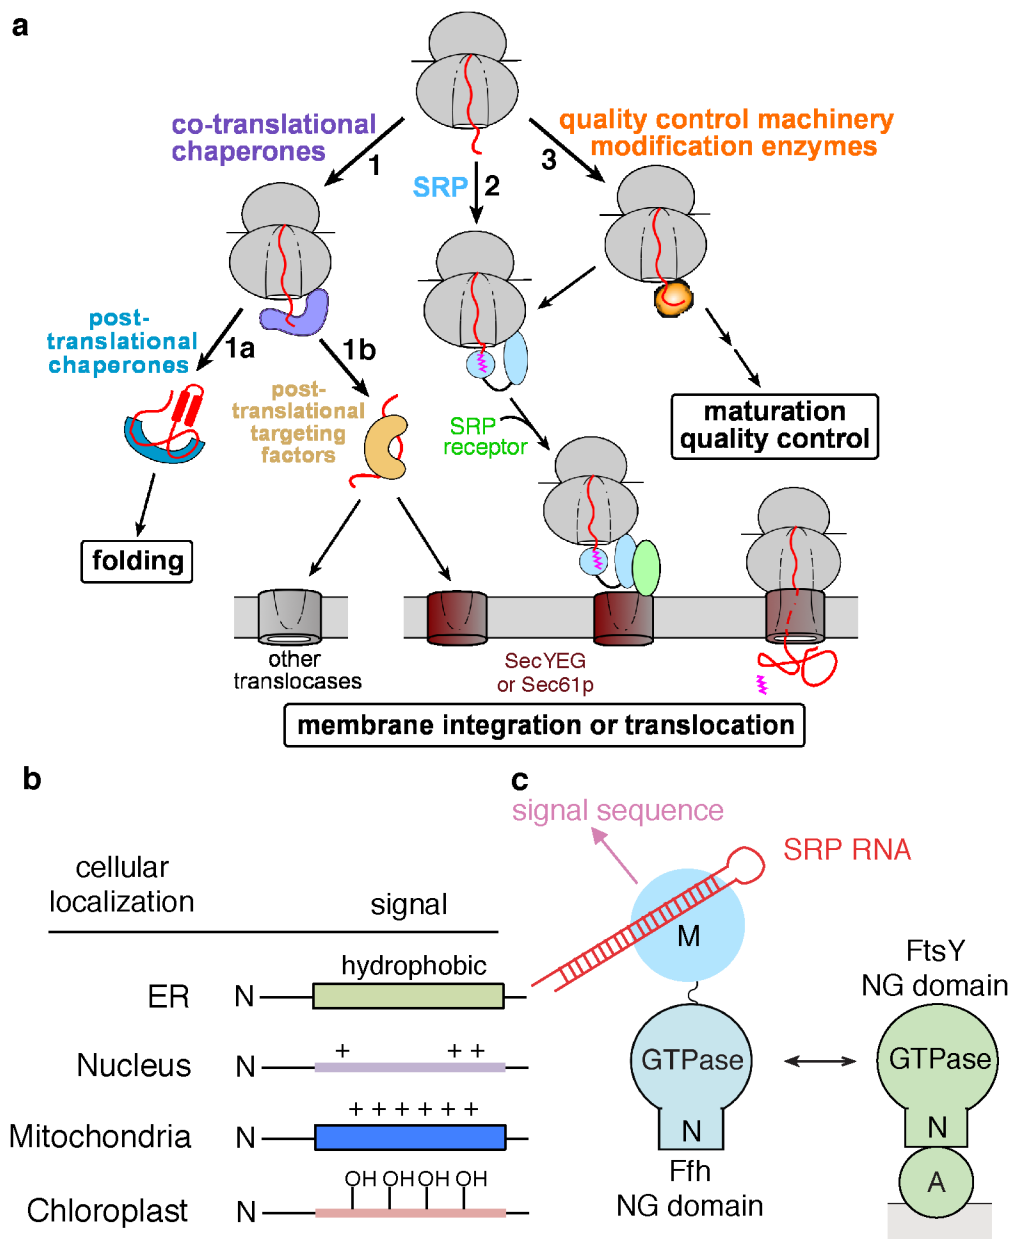 a
co-translational
chaperones
1
SRP
2
3
quality control machinery
modification enzymes
post-
translational
chaperones
1a
1b
post-
translational
targeting
factors
SRP
receptor
maturation
quality control
folding
other
translocases
SecYEG
or Sec61p
membrane integration or translocation
b
cellular
localization
signal
ER
N
hydrophobic
Nucleus
N
+ + +
Mitochondria
N
+ + + + + +
Chloroplast
N
OH OH OH OH
c
signal sequence
SRP RNA
M
GTPase
N
Ffh
NG domain
FtsY
NG domain
GTPase
N
A